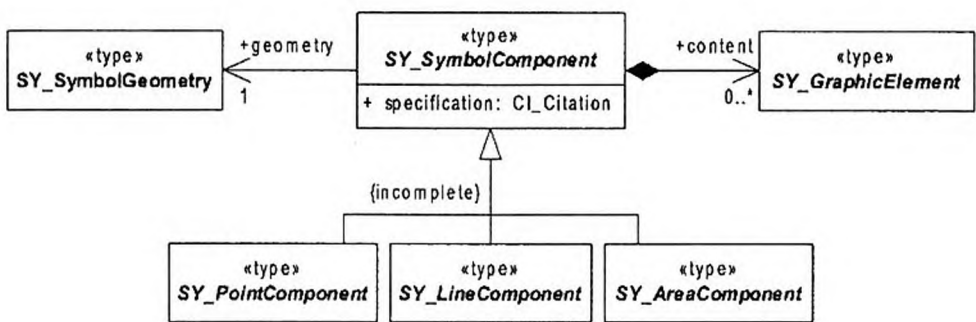 «type»
SY_SymbolGeometry
+geometry
1
«type»
SY_SymbolComponent
+ specification: CI_Citation
+content
0..*
«type»
SY_GraphicElement
{incomplete}
«type»
SY_PointComponent
«type»
SY_LineComponent
«type»
SY_AreaComponent